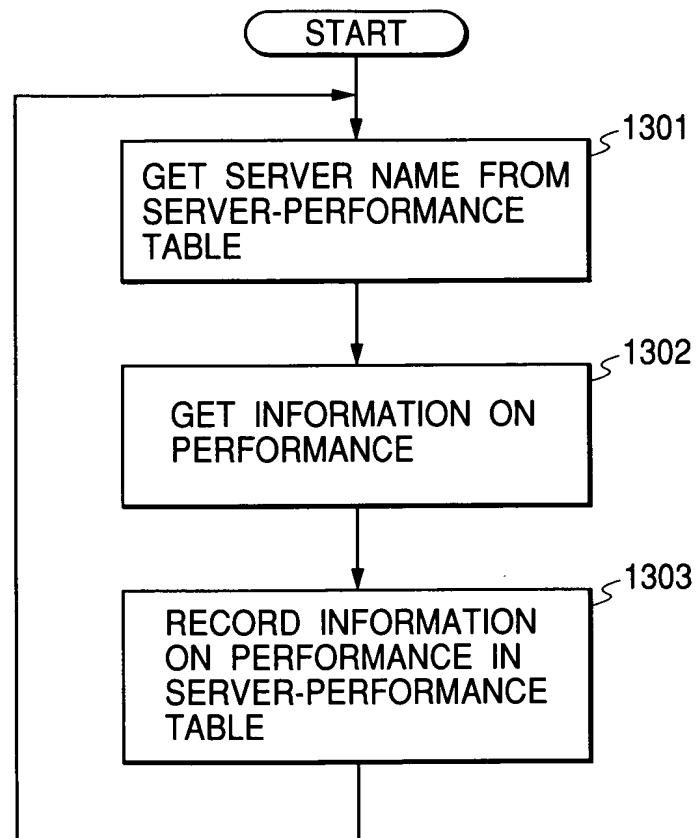 START
1301
GET SERVER NAME FROM
SERVER-PERFORMANCE
TABLE
1302
GET INFORMATION ON
PERFORMANCE
1303
RECORD INFORMATION
ON PERFORMANCE IN
SERVER-PERFORMANCE
TABLE